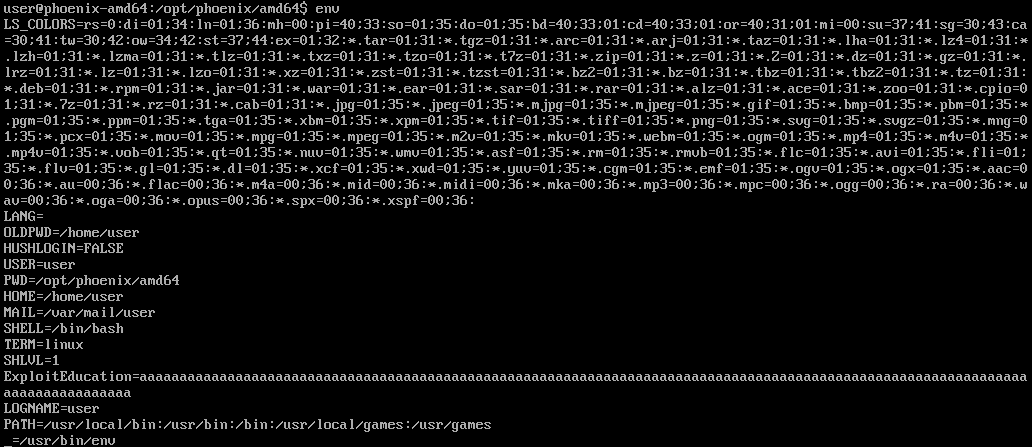 user@phoenix-amd64:/opt/phoenix/amd64$ env
LS_COLORS=rs=0:di=01;34:ln=01;36:mh=00:pi=40;33:so=01;35:do=01;35:bd=40;33;01:cd=40;33;01:or=40;31;01:mi=00:su=37;41:sg=30;43:ca
=30;41:tw=30;42:ow=34;42:st=37;44:ex=01;32:*.tar=01;31:*.tgz=01;31:*.arc=01;31:*.arj=01;31:*.taz=01;31:*.lha=01;31:*.lz4=01;31:*
.lzh=01;31:*.lzma=01;31:*.tlz=01;31:*.txz=01;31:*.tzo=01;31:*.t7z=01;31:*.zip=01;31:*.z=01;31:*.Z=01;31:*.dz=01;31:*.gz=01;31:*.
lrz=01;31:*.lz=01;31:*.lzo=01;31:*.xz=01;31:*.zst=01;31:*.tzst=01;31:*.bz2=01;31:*.bz=01;31:*.tbz=01;31:*.tbz2=01;31:*.tz=01;31:
*.deb=01;31:*.rpm=01;31:*.jar=01;31:*.war=01;31:*.ear=01;31:*.sar=01;31:*.rar=01;31:*.alz=01;31:*.ace=01;31:*.zoo=01;31:*.cpio=0
1;31:*.7z=01;31:*.rz=01;31:*.cab=01;31:*.jpg=01;35:*.jpeg=01;35:*.mjpg=01;35:*.mjpeg=01;35:*.gif=01;35:*.bmp=01;35:*.pbm=01;35:*
.pgm=01;35:*.ppm=01;35:*.tga=01;35:*.xbm=01;35:*.xpm=01;35:*.tif=01;35:*.tiff=01;35:*.png=01;35:*.svg=01;35:*.svgz=01;35:*.mng=0
1;35:*.pcx=01;35:*.mov=01;35:*.mpg=01;35:*.mpeg=01;35:*.m2v=01;35:*.mkv=01;35:*.webm=01;35:*.ogm=01;35:*.mp4=01;35:*.m4v=01;35:*
.mp4v=01;35:*.vob=01;35:*.qt=01;35:*.nuv=01;35:*.wmv=01;35:*.asf=01;35:*.rm=01;35:*.rmvb=01;35:*.flc=01;35:*.avi=01;35:*.fli=01;
35:*.flv=01;35:*.gl=01;35:*.dl=01;35:*.xcf=01;35:*.xwd=01;35:*.yuv=01;35:*.cgm=01;35:*.emf=01;35:*.ogv=01;35:*.ogx=01;35:*.aac=0
0;36:*.au=00;36:*.flac=00;36:*.m4a=00;36:*.mid=00;36:*.midi=00;36:*.mka=00;36:*.mp3=00;36:*.mpc=00;36:*.ogg=00;36:*.ra=00;36:*.w
av=00;36:*.oga=00;36:*.opus=00;36:*.spx=00;36:*.xspf=00;36:
LANG=
OLDPWD=/home/user
HUSHLOGIN=FALSE
USER=user
PWD=/opt/phoenix/amd64
HOME=/home/user
MAIL=/var/mail/user
SHELL=/bin/bash
TERM=linux
SHLVL=1
ExploitEducation=aaaaaaaaaaaaaaaaaaaaaaaaaaaaaaaaaaaaaaaaaaaaaaaaaaaaaaaaaaaaaaaaaaaaaaaaaaaaaaaaaaaaaaaaaaaaaaaaaaaaaaaaaaaaaaa
aaaaaaaaaaaaaaaa
LOGNAME=user
PATH=/usr/local/bin:/usr/bin:/bin:/usr/local/games:/usr/games
_=/usr/bin/env